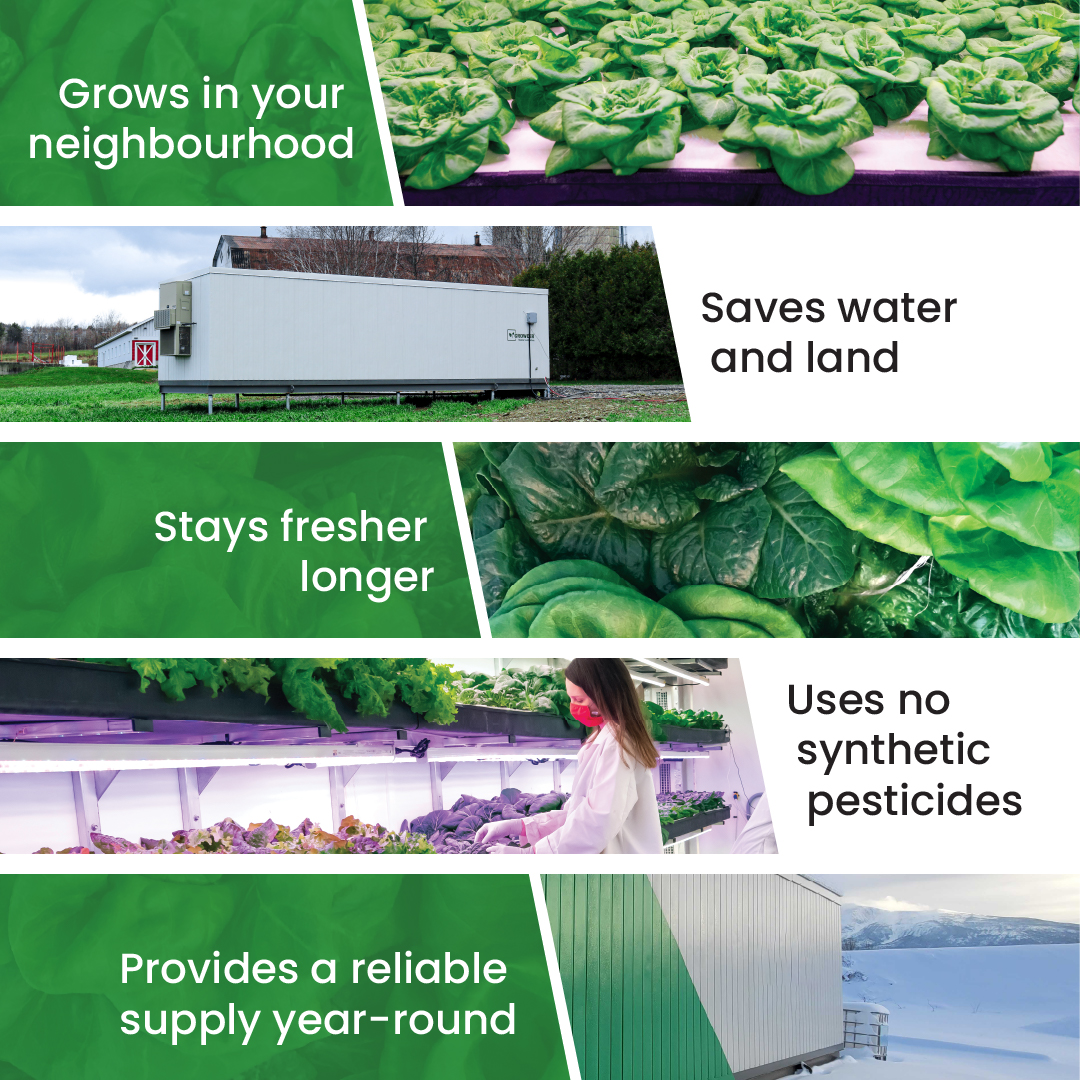 Grows in your
neighbourhood
Saves water
and land
Stays fresher
longer
Uses no
synthetic
pesticides
Provides a reliable
supply year-round